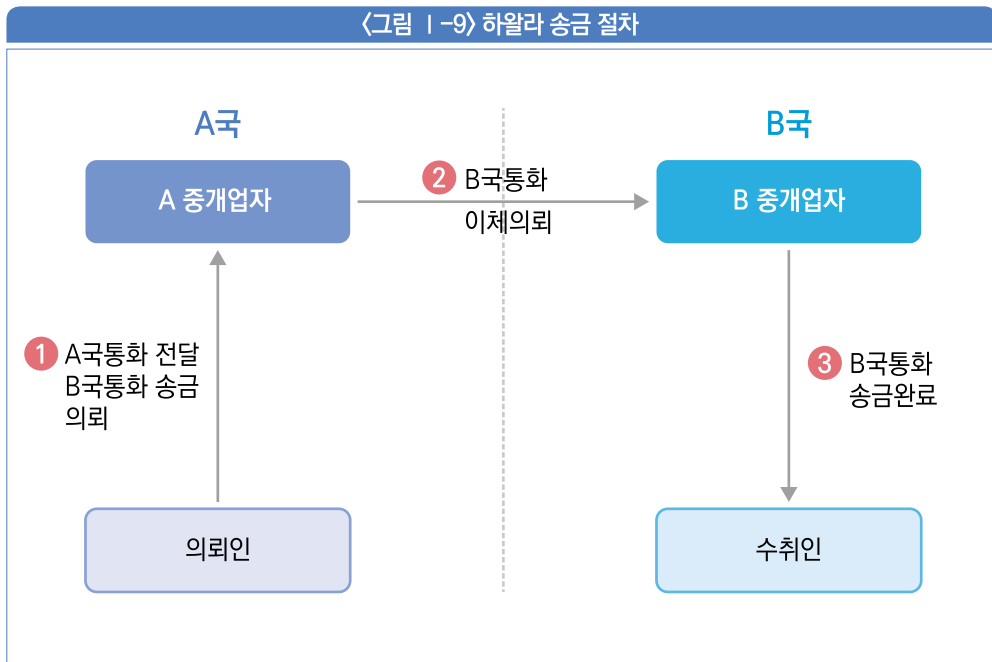 〈그림 Ⅰ-9〉 하왈라 송금 절차
A국
B국
A 중개업자
2 B국통화
이체의뢰
B 중개업자
1 A국통화 전달
B국통화 송금
의뢰
3 B국통화
송금완료
의뢰인
수취인